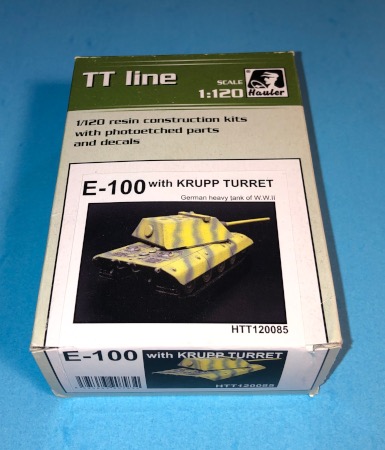 TT line
SCALE
1:120
Hauler
1/120 resin construction kits
with photoetched parts
and decals
E-100 with KRUPP TURRET
German heavy tank of W.W.II
HTT120085
E-100 with KRUPP TURRET
HTT120085